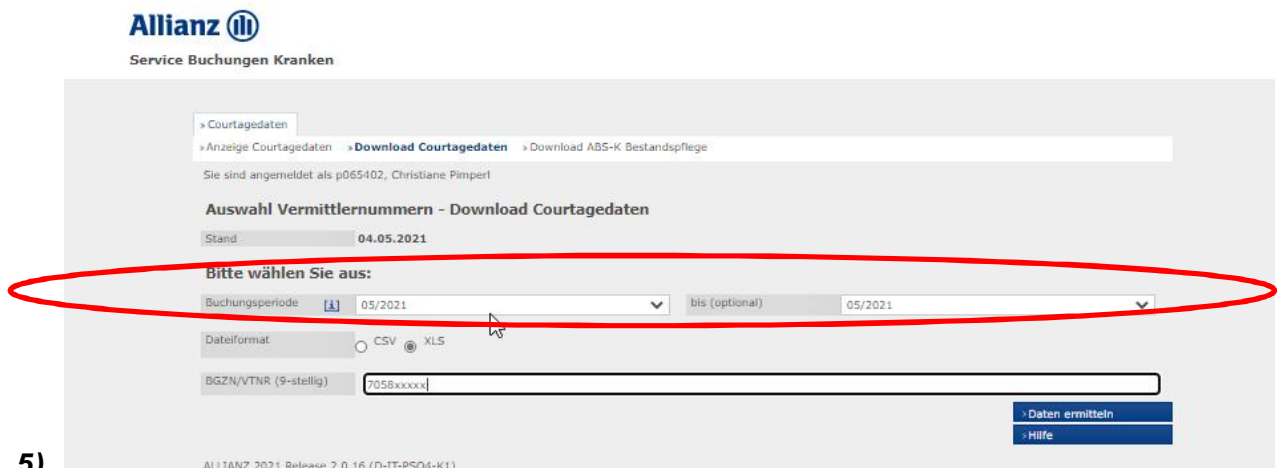 Allianz
Service Buchungen Kranken
» Courtagedaten
» Anzeige Courtagedaten » Download Courtagedaten » Download ABS-K Bestandspflege
Sie sind angemeldet als p065402, Christiane Pimperl
Auswahl Vermittlernummern - Download Courtagedaten
Stand 04.05.2021
Bitte wählen Sie aus:
Buchungsperiode [i] 05/2021 bis (optional) 05/2021
Dateiformat CSV XLS
BGZN/VTNR (9-stellig) 7058xxxxx
› Daten ermitteln
› Hilfe
5)
ALLIANZ 2021 Release 2.0.16 (D-IT-PSO4-K1)